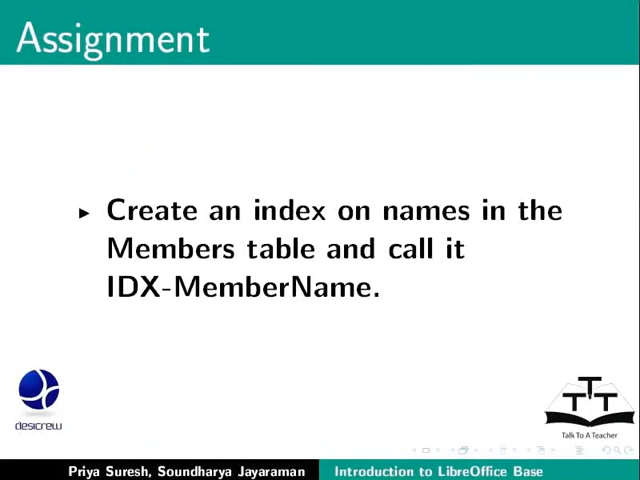 Assignment
▶ Create an index on names in the
Members table and call it
IDX-MemberName.
desicrew
TTT
Talk To A Teacher
Priya Suresh, Soundharya Jayaraman
Introduction to LibreOffice Base